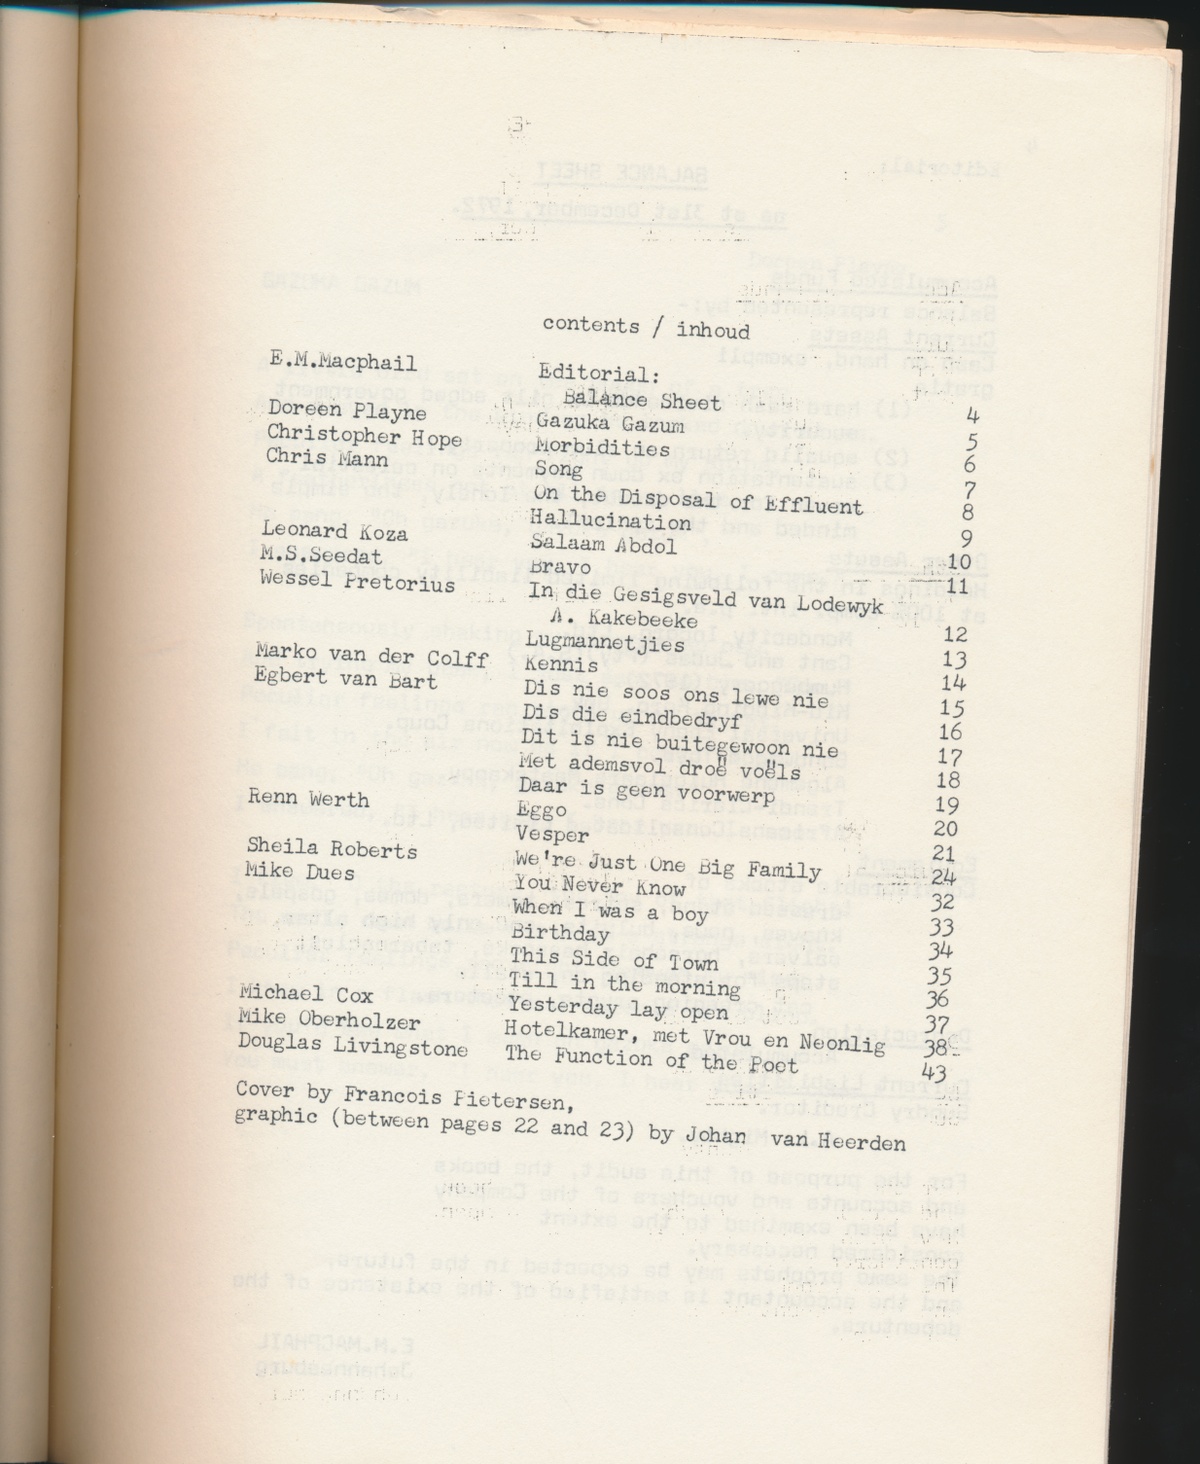 contents / inhoud
E.M.Macphail Editorial:
Balance Sheet 4
Doreen Playne Gazuka Gazum 5
Christopher Hope Morbidities 6
Chris Mann Song 7
On the Disposal of Effluent 8
Hallucination 9
Leonard Koza Salaam Abdol 10
M.S.Seedat Bravo 11
Wessel Pretorius In die Gesigsveld van Lodewyk
A. Kakebeeke 12
Lugmannetjies 13
Marko van der Colff Kennis 14
Egbert van Bart Dis nie soos ons lewe nie 15
Dis die eindbedryf 16
Dit is nie buitegewoon nie 17
Met ademsvol droë voëls 18
Daar is geen voorwerp 19
Renn Werth Eggo 20
Vesper 21
Sheila Roberts We're Just One Big Family 24
Mike Dues You Never Know 32
When I was a boy 33
Birthday 34
This Side of Town 35
Till in the morning 36
Michael Cox Yesterday lay open 37
Mike Oberholzer Hotelkamer, met Vrou en Neonlig 38
Douglas Livingstone The Function of the Poet 43
Cover by Francois Pietersen,
graphic (between pages 22 and 23) by Johan van Heerden